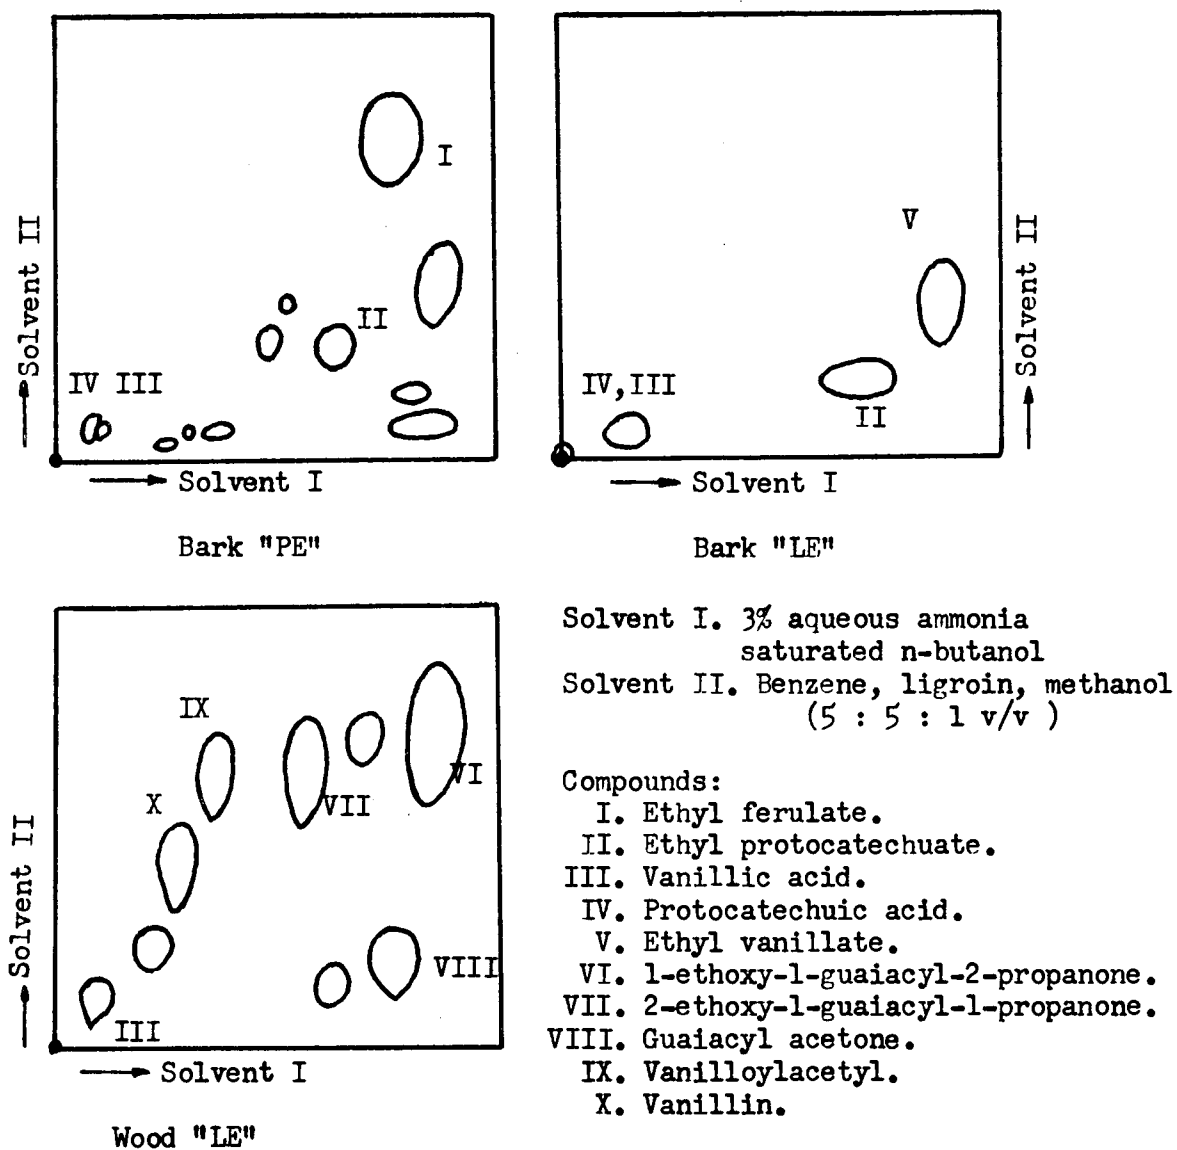 I
Solvent II
II
IV III
Solvent I
Bark "PE"
V
Solvent II
IV,III
II
Solvent I
Bark "LE"
IX
X
VII
VI
VIII
III
Solvent II
Solvent I
Wood "LE"
Solvent I. 3% aqueous ammonia
saturated n-butanol
Solvent II. Benzene, ligroin, methanol
(5 : 5 : 1 v/v )
Compounds:
I. Ethyl ferulate.
II. Ethyl protocatechuate.
III. Vanillic acid.
IV. Protocatechuic acid.
V. Ethyl vanillate.
VI. 1-ethoxy-1-guaiacyl-2-propanone.
VII. 2-ethoxy-1-guaiacyl-1-propanone.
VIII. Guaiacyl acetone.
IX. Vanilloylacetyl.
X. Vanillin.